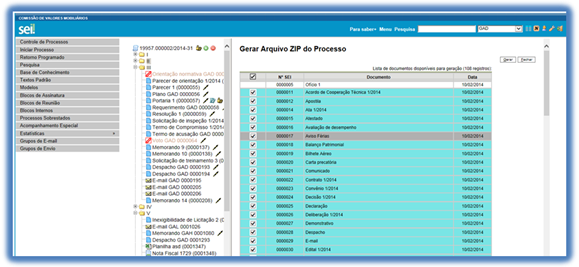 COMISSÃO DE VALORES MOBILIÁRIOS
sei!
Para saber+ Menu Pesquisa GAD
Controle de Processos
Iniciar Processo
Retorno Programado
Pesquisa
Base de Conhecimento
Textos Padrão
Modelos
Blocos de Assinatura
Blocos de Reunião
Blocos Internos
Processos Sobrestados
Acompanhamento Especial
Estatísticas
Grupos de E-mail
Grupos de Envio
19957 000002/2014-31
I
II
III
Orientação normativa GAD 000
Parecer de orientação 1/2014 (
Parecer 1 (0000055)
Plano GAD 0000056
Portaria 1 (0000057)
Requerimento GAD 0000058
Resolução 1 (0000059)
Solicitação de inspeção 1/2014
Termo de Compromisso 1/2014
Termo de acusação GAD 0000
Voto GAD 0000064
Memorando 9 (0000137)
Memorando 10 (0000138)
Solicitação de treinamento 3 (0
Despacho GAD 0000193
Despacho GAD 0000194
E-mail GAD 0000195
E-mail GAD 0000205
E-mail GAD 0000206
Memorando 14 (0000208)
IV
V
Inexigibilidade de Licitação 2 (0
E-mail GAL 0001026
Memorando GAH 0001080
Despacho GAD 0001293
Planilha asd (0001347)
Nota Fiscal 1729 (0001348)
Gerar Arquivo ZIP do Processo
Gerar Fechar
Lista de documentos disponíveis para geração (108 registros):
Nº SEI Documento Data
0000005 Ofício 1 10/02/2014
0000011 Acordo de Cooperação Técnica 1/2014 10/02/2014
0000012 Apostila 10/02/2014
0000014 Ata 1/2014 10/02/2014
0000015 Atestado 10/02/2014
0000016 Avaliação de desempenho 10/02/2014
0000017 Aviso Férias 10/02/2014
0000018 Balanço Patrimonial 10/02/2014
0000019 Bilhete Aéreo 10/02/2014
0000020 Carta precatória 10/02/2014
0000021 Comunicado 10/02/2014
0000022 Contrato 1/2014 10/02/2014
0000023 Convênio 1/2014 10/02/2014
0000024 Decisão 1/2014 10/02/2014
0000025 Declaração 10/02/2014
0000026 Deliberação 1/2014 10/02/2014
0000027 Demonstrativo 10/02/2014
0000028 Despacho 10/02/2014
0000029 E-mail 10/02/2014
0000030 Edital 1/2014 10/02/2014